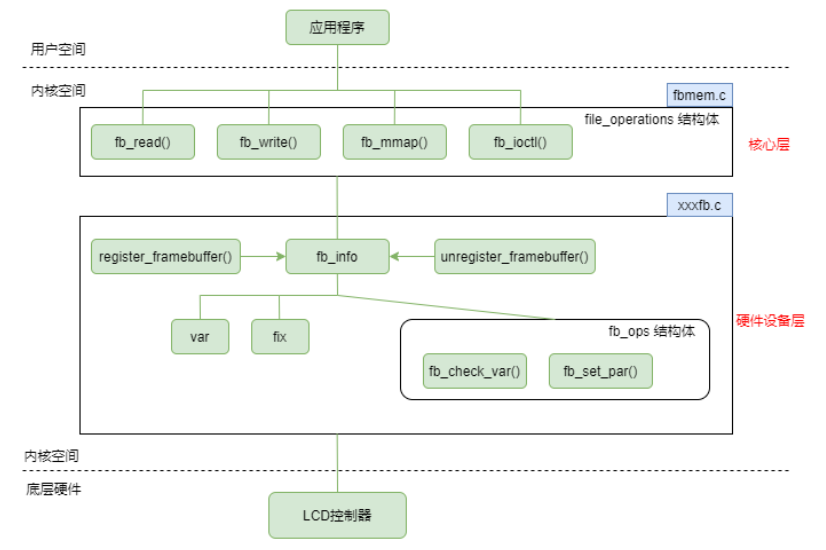 应用程序
用户空间
内核空间
fbmem.c
file_operations 结构体
fb_read()
fb_write()
fb_mmap()
fb_ioctl()
核心层
xxxfb.c
register_framebuffer()
fb_info
unregister_framebuffer()
var
fix
fb_ops 结构体
硬件设备层
fb_check_var()
fb_set_par()
内核空间
底层硬件
LCD控制器